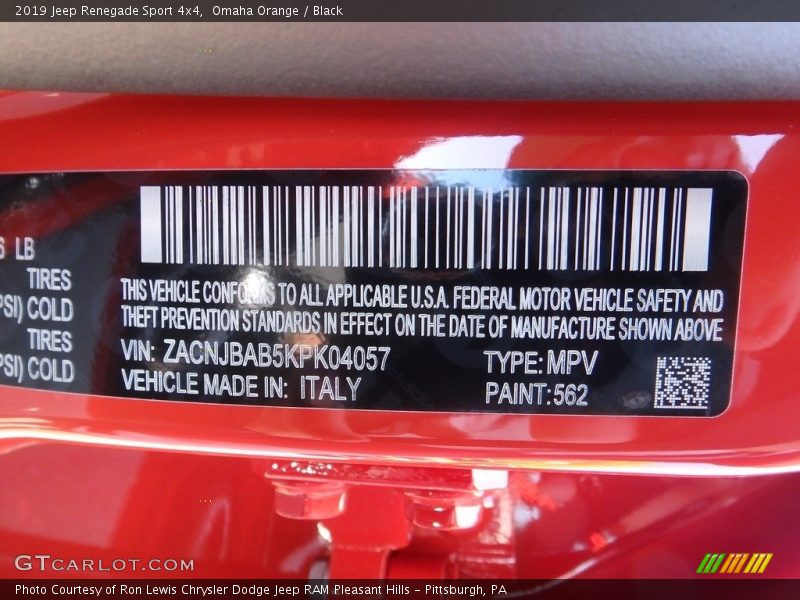 2019 Jeep Renegade Sport 4x4, Omaha Orange / Black
LB
TIRES
COLD
TIRES
COLD
THIS VEHICLE CONFORMS TO ALL APPLICABLE U.S.A. FEDERAL MOTOR VEHICLE SAFETY AND
THEFT PREVENTION STANDARDS IN EFFECT ON THE DATE OF MANUFACTURE SHOWN ABOVE
VIN: ZACNJBAB5KPK04057 TYPE: MPV
VEHICLE MADE IN: ITALY PAINT:562
GTCARLOT.COM
Photo Courtesy of Ron Lewis Chrysler Dodge Jeep RAM Pleasant Hills - Pittsburgh, PA